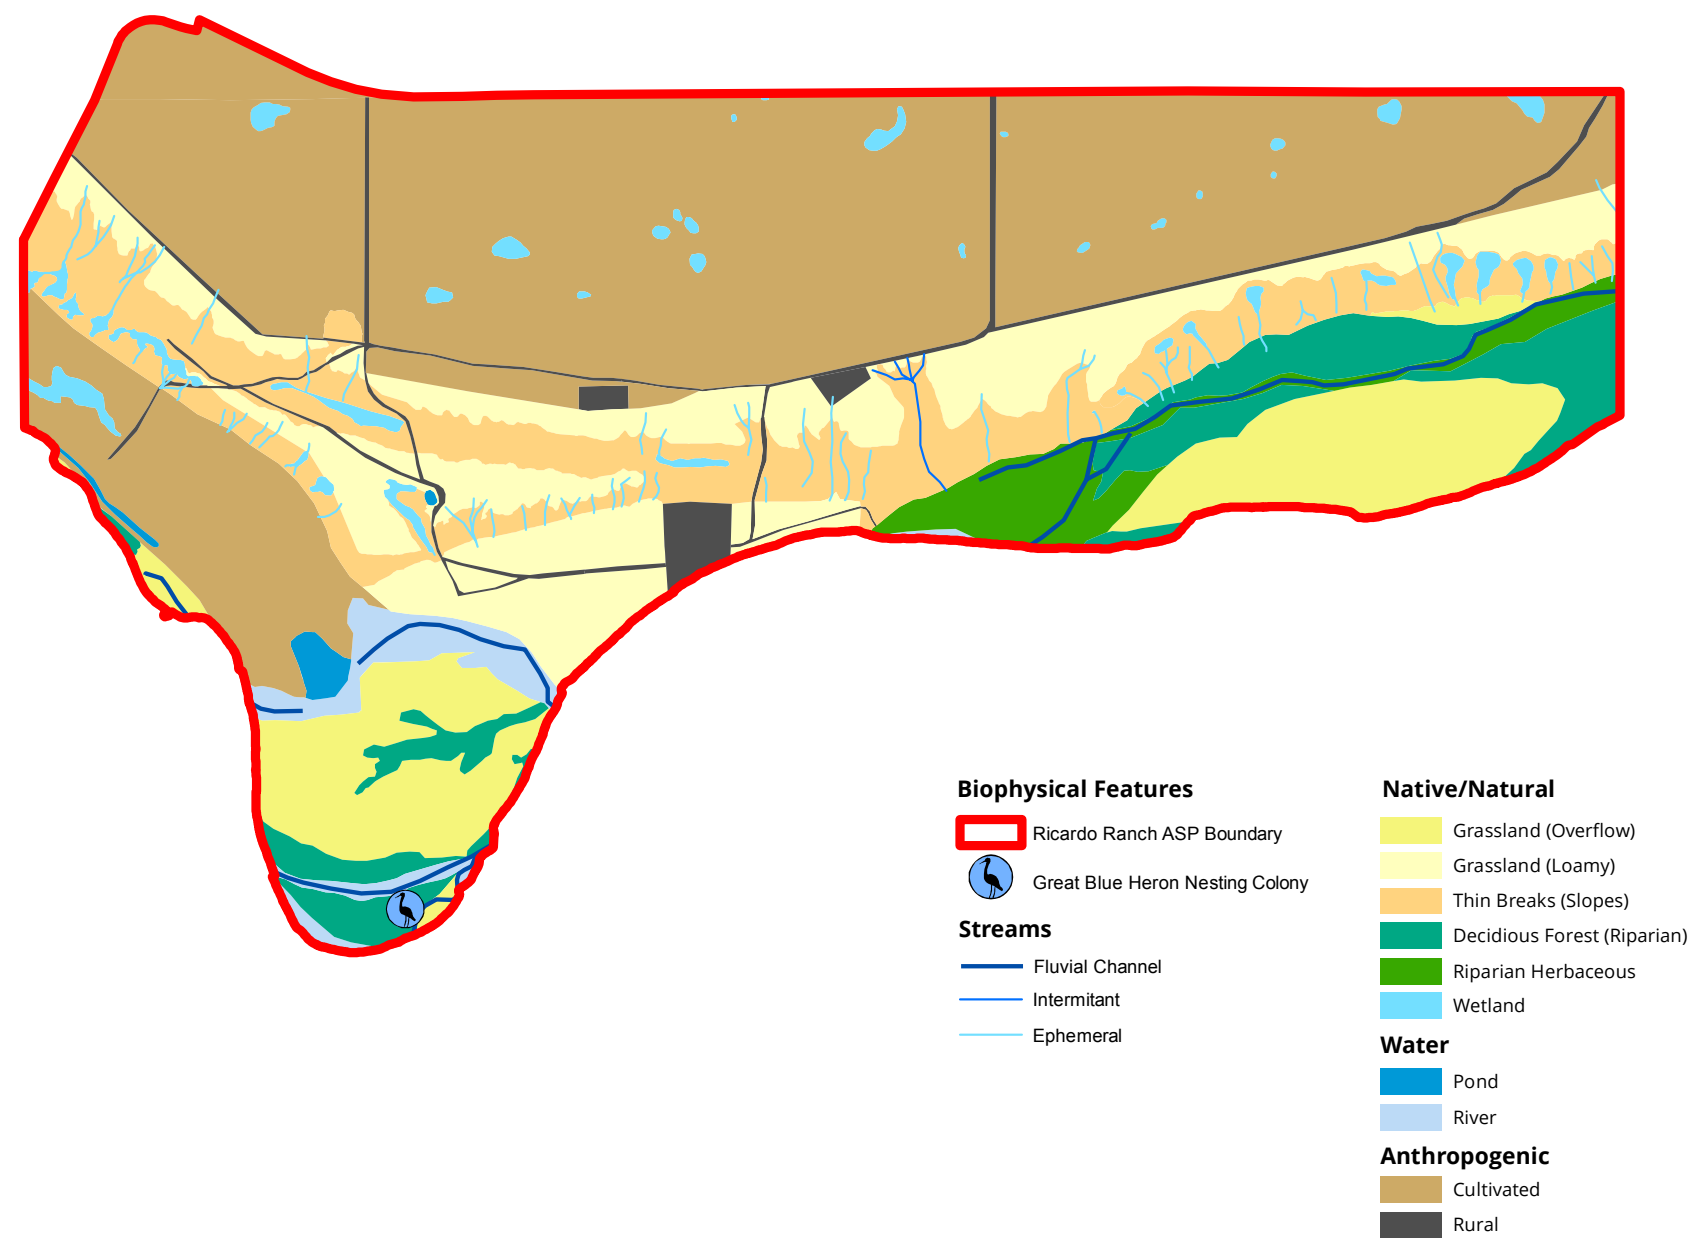 Biophysical Features
Ricardo Ranch ASP Boundary
Great Blue Heron Nesting Colony
Streams
Fluvial Channel
Intermitant
Ephemeral
Native/Natural
Grassland (Overflow)
Grassland (Loamy)
Thin Breaks (Slopes)
Decidious Forest (Riparian)
Riparian Herbaceous
Wetland
Water
Pond
River
Anthropogenic
Cultivated
Rural